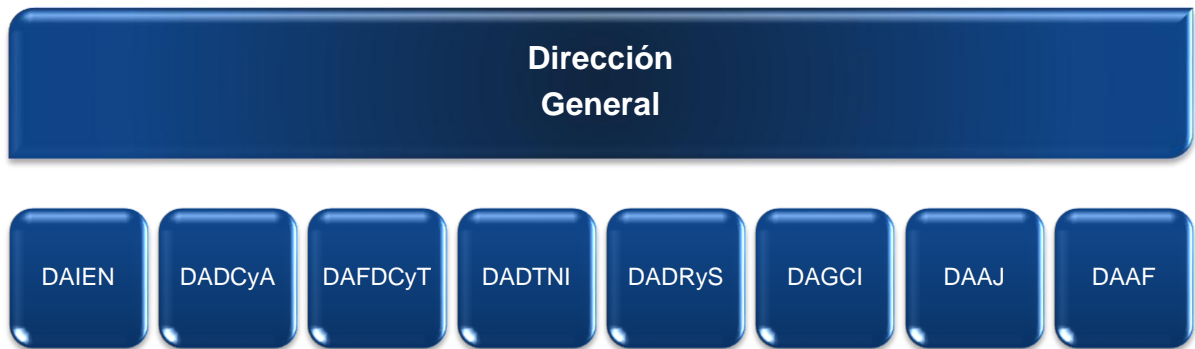 Dirección
General
DAIEN DADCyA DAFDCyT DADTNI DADRyS DAGCI DAAJ DAAF